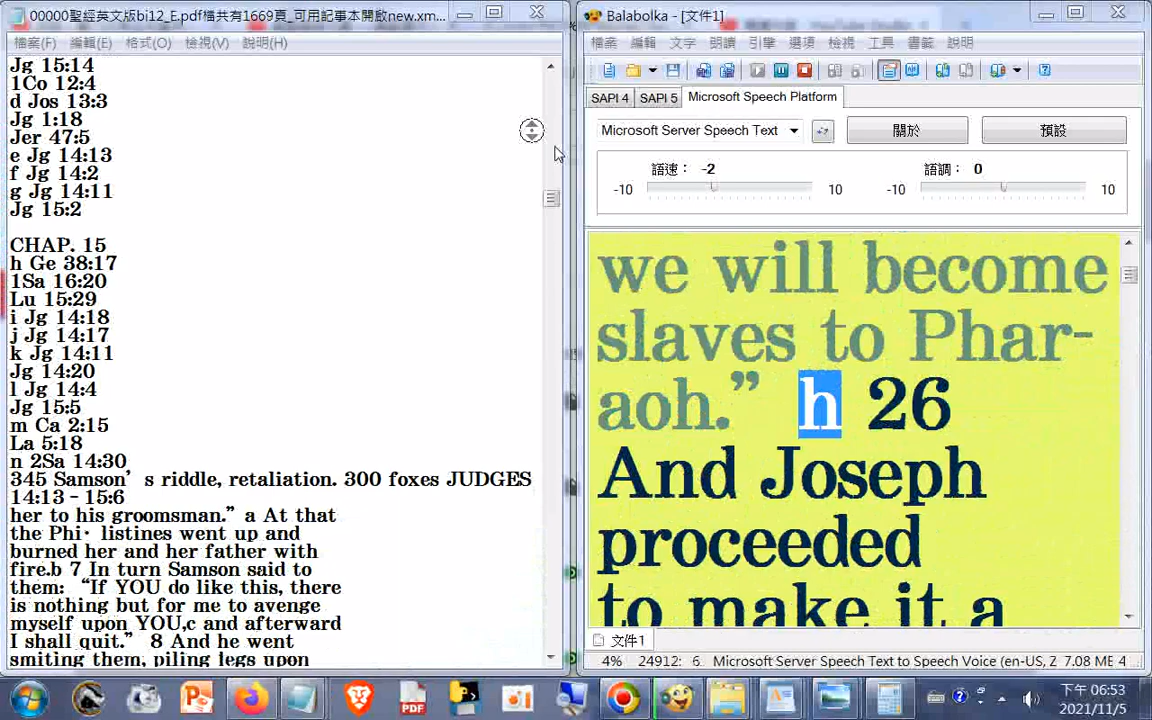 00000聖經英文版bi12_E.pdf檔共有1669頁_可用記事本開啟new.xm...
檔案(F) 編輯(E) 格式(O) 檢視(V) 說明(H)
Jg 15:14
1Co 12:4
d Jos 13:3
Jg 1:18
Jer 47:5
e Jg 14:13
f Jg 14:2
g Jg 14:11
Jg 15:2
CHAP. 15
h Ge 38:17
1Sa 16:20
Lu 15:29
i Jg 14:18
j Jg 14:17
k Jg 14:11
Jg 14:20
l Jg 14:4
Jg 15:5
m Ca 2:15
La 5:18
n 2Sa 14:30
345 Samson’s riddle, retaliation. 300 foxes JUDGES
14:13–15:6
her to his groomsman.” a At that
the Phi·listines went up and
burned her and her father with
fire.b 7 In turn Samson said to
them: “If YOU do like this, there
is nothing but for me to avenge
myself upon YOU,c and afterward
I shall quit.” 8 And he went
smiting them, piling legs upon
Balabolka - [文件1]
檔案 編輯 文字 朗讀 引擎 選項 檢視 工具 書籤 說明
SAPI 4 SAPI 5 Microsoft Speech Platform
Microsoft Server Speech Text 關於 預設
語速： -2 語調： 0
-10 10 -10 10
we will become
slaves to Phar-
aoh.” h 26
And Joseph
proceeded
to make it a
文件1
4% 24912: 6. Microsoft Server Speech Text to Speech Voice (en-US, Z 7.08 ME 4
PDF
下午 06:53
2021/11/5